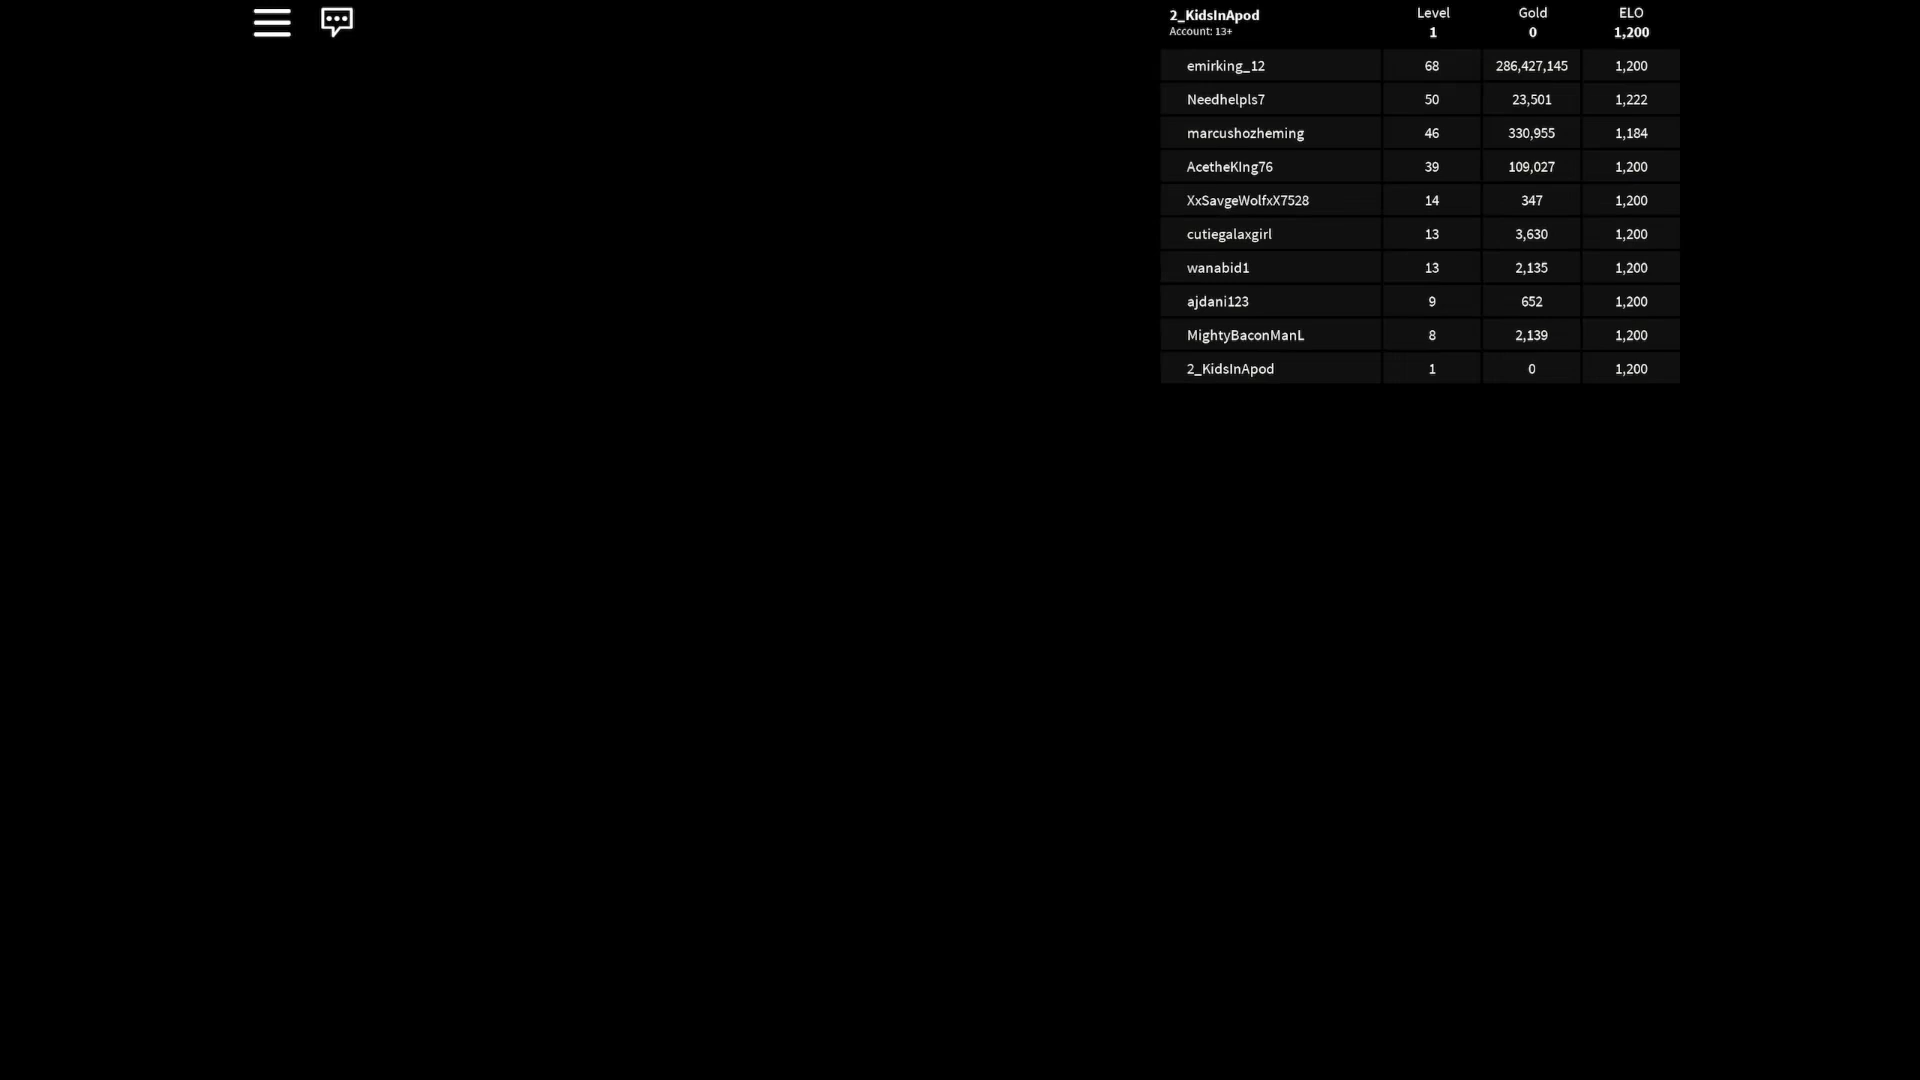 2_KidsInApod Level Gold ELO
Account: 13+ 1 0 1,200
emirking_12 68 286,427,145 1,200
Needhelpls7 50 23,501 1,222
marcushozheming 46 330,955 1,184
AcetheKIng76 39 109,027 1,200
XxSavgeWolfxX7528 14 347 1,200
cutiegalaxgirl 13 3,630 1,200
wanabid1 13 2,135 1,200
ajdani123 9 652 1,200
MightyBaconManL 8 2,139 1,200
2_KidsInApod 1 0 1,200